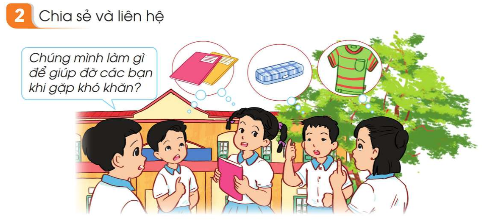 2 Chia sẻ và liên hệ
Chúng mình làm gì
để giúp đỡ các bạn
khi gặp khó khăn?